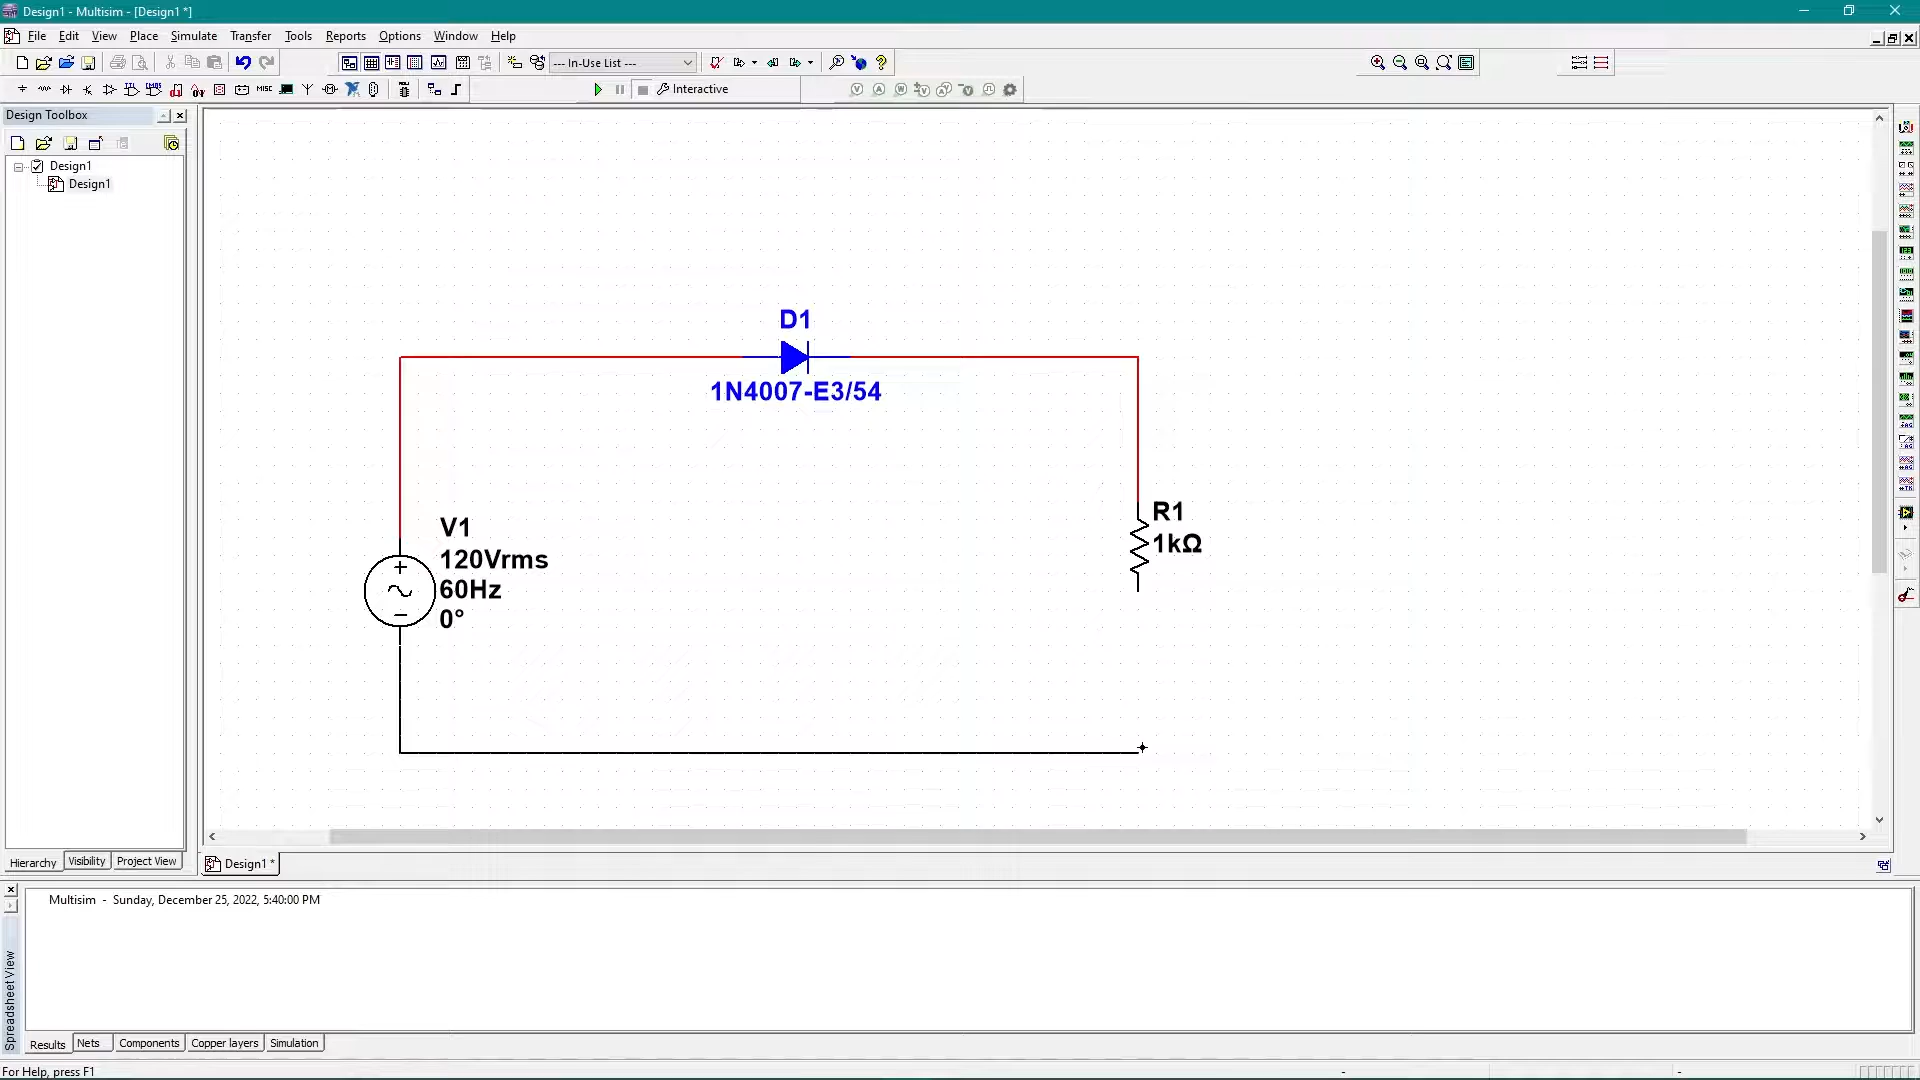 Design1 - Multisim - [Design1 *]
File Edit View Place Simulate Transfer Tools Reports Options Window Help
--- In-Use List ---
Interactive
Design Toolbox
Design1
Design1
D1
1N4007-E3/54
V1
120Vrms
60Hz
0°
R1
1kΩ
Hierarchy Visibility Project View
Design1 *
Multisim - Sunday, December 25, 2022, 5:40:00 PM
Spreadsheet View
Results Nets Components Copper layers Simulation
For Help, press F1